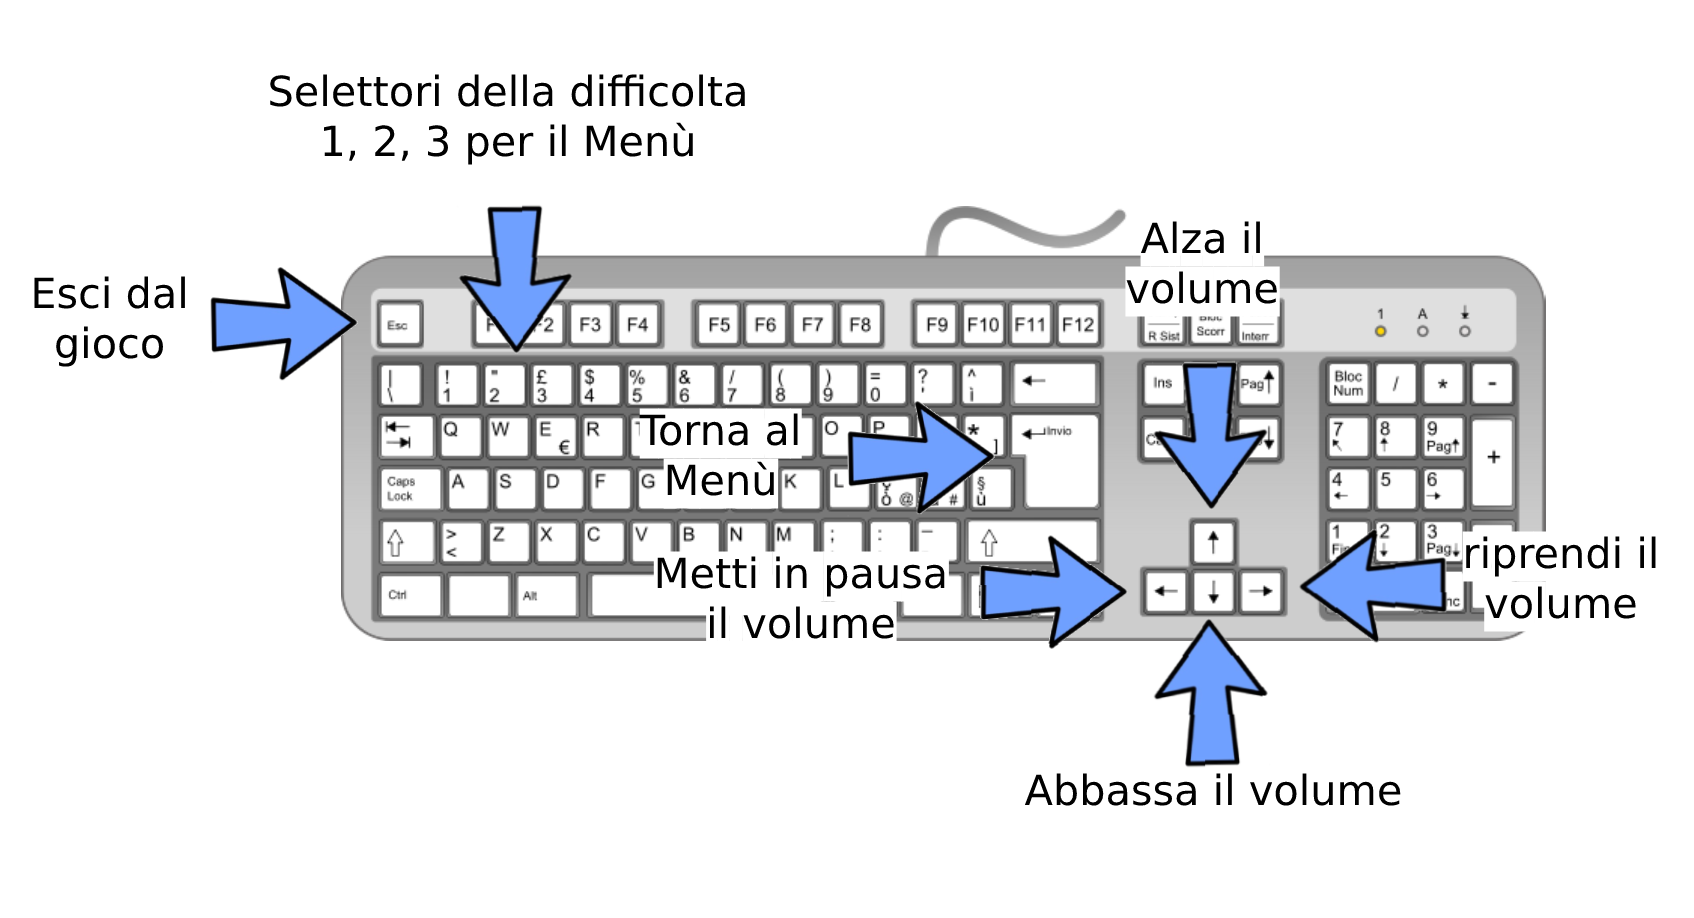 Selettori della difficolta
1, 2, 3 per il Menù
Esci dal
gioco
Alza il
volume
Esc
F2 F3 F4 F5 F6 F7 F8 F9 F10 F11 F12
R Sist
Scorr
Interr
1 A
| \
! 1
" 2
£ 3
$ 4
% 5
& 6
/ 7
( 8
) 9
= 0
? '
^ ì
Ins
Pag
Bloc
Num
/ * -
Q W E € R
Torna al
Menù
O P
* ]
Invio
7 8 9
Pag
+
Caps
Lock
A S D F G K L
ò @ #
§ ù
4 5 6
> <
Z X C V B N M
; : _
1 2 3
Pag
Ctrl
Alt
Metti in pausa
il volume
riprendi il
volume
Abbassa il volume